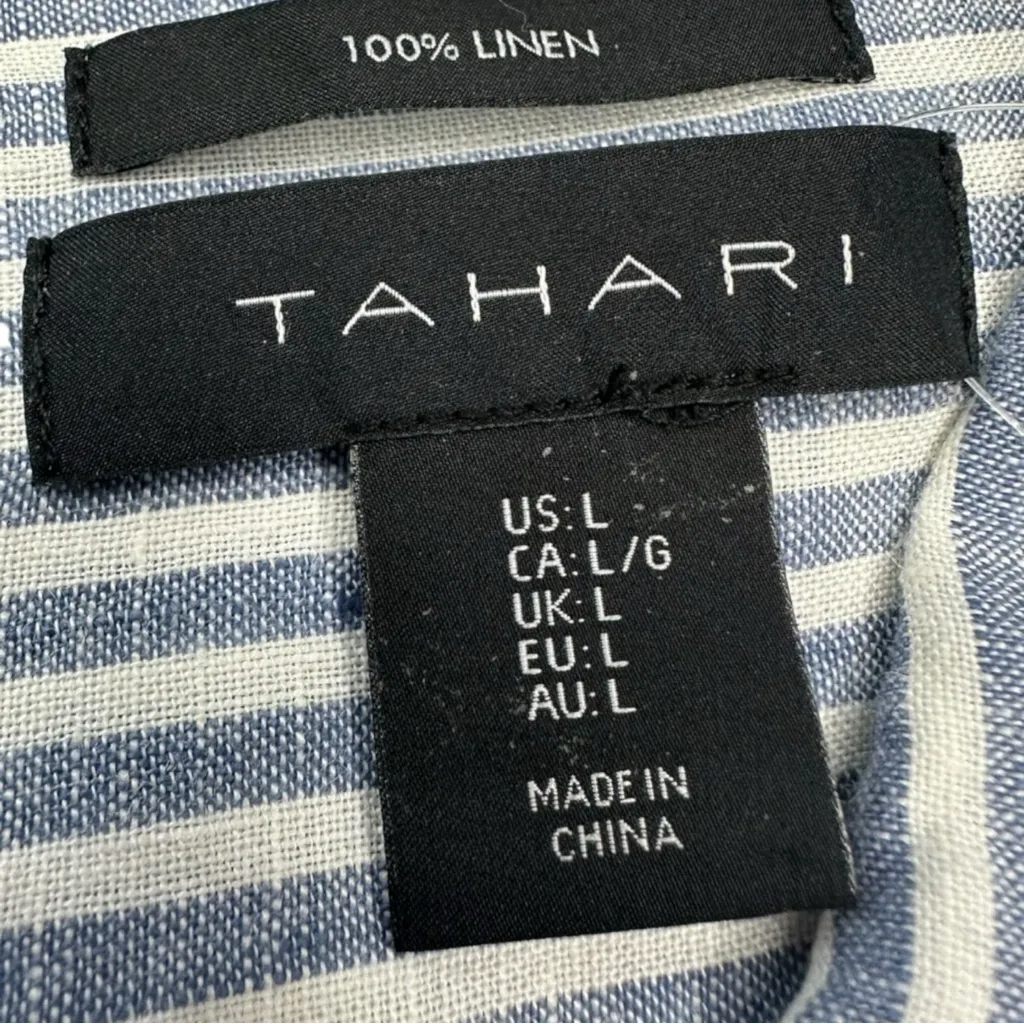 100% LINEN
TAHARI
US: L
CA: L/G
UK: L
EU: L
AU: L
MADE IN
CHINA